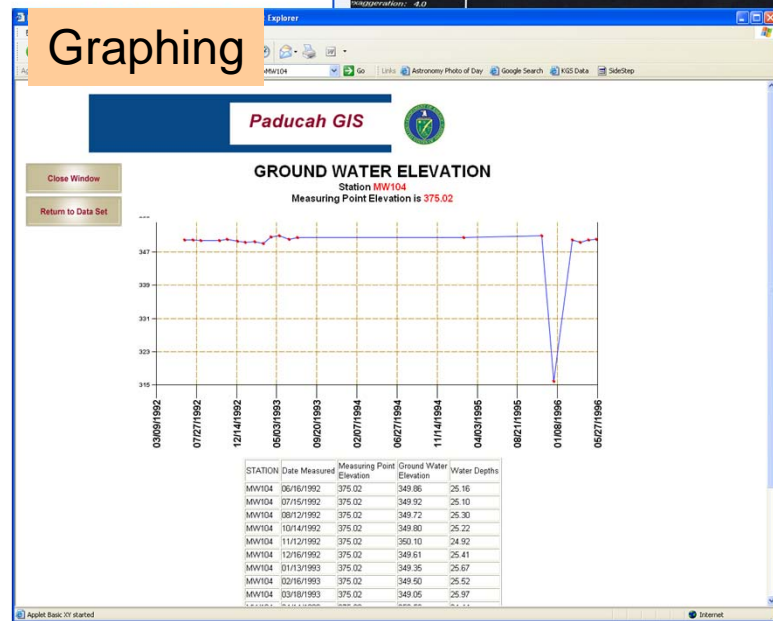 exaggeration: 4.0
Explorer
Graphing
MW104
Go
Links
Astronomy Photo of Day
Google Search
KGS Data
SideStep
Paducah GIS
Close Window
Return to Data Set
GROUND WATER ELEVATION
Station MW104
Measuring Point Elevation is 375.02
347
339
331
323
315
03/09/1992
07/27/1992
12/14/1992
05/03/1993
09/20/1993
02/07/1994
06/27/1994
11/14/1994
04/03/1995
08/21/1995
01/08/1996
05/27/1996
STATION Date Measured Measuring Point Elevation Ground Water Elevation Water Depths
MW104 06/16/1992 375.02 349.86 25.16
MW104 07/15/1992 375.02 349.92 25.10
MW104 08/12/1992 375.02 349.72 25.30
MW104 10/14/1992 375.02 349.80 25.22
MW104 11/12/1992 375.02 350.10 24.92
MW104 12/16/1992 375.02 349.61 25.41
MW104 01/13/1993 375.02 349.35 25.67
MW104 02/16/1993 375.02 349.50 25.52
MW104 03/18/1993 375.02 349.05 25.97
Applet Basic XY started
Internet